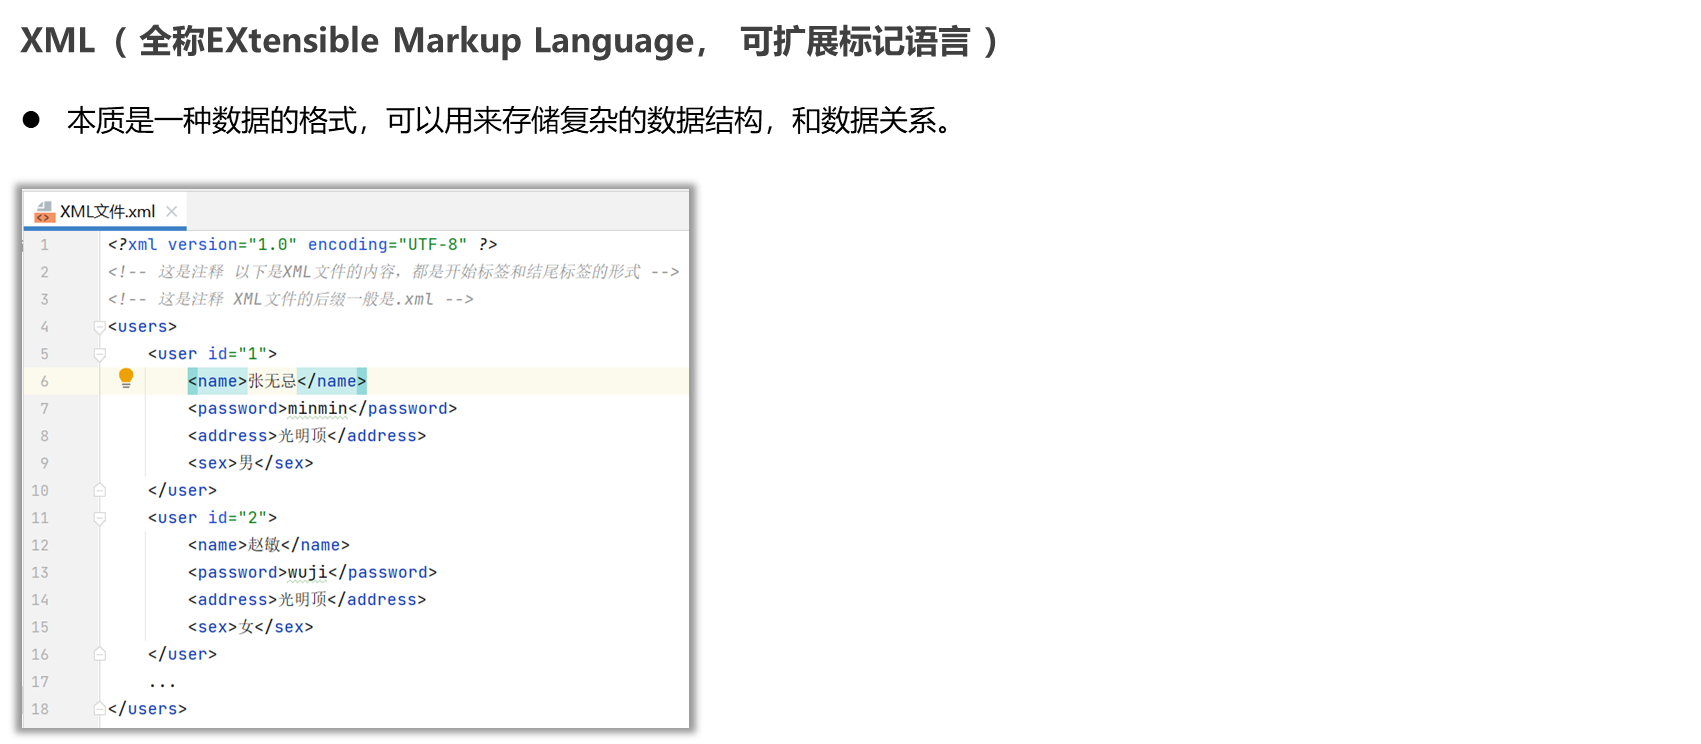 XML（全称EXtensible Markup Language， 可扩展标记语言）
● 本质是一种数据的格式，可以用来存储复杂的数据结构，和数据关系。
XML文件.xml
1 <?xml version="1.0" encoding="UTF-8" ?>
2 <!-- 这是注释 以下是XML文件的内容，都是开始标签和结尾标签的形式 -->
3 <!-- 这是注释 XML文件的后缀一般是.xml -->
4 <users>
5     <user id="1">
6         <name>张无忌</name>
7         <password>minmin</password>
8         <address>光明顶</address>
9         <sex>男</sex>
10     </user>
11     <user id="2">
12         <name>赵敏</name>
13         <password>wuji</password>
14         <address>光明顶</address>
15         <sex>女</sex>
16     </user>
17     ...
18 </users>